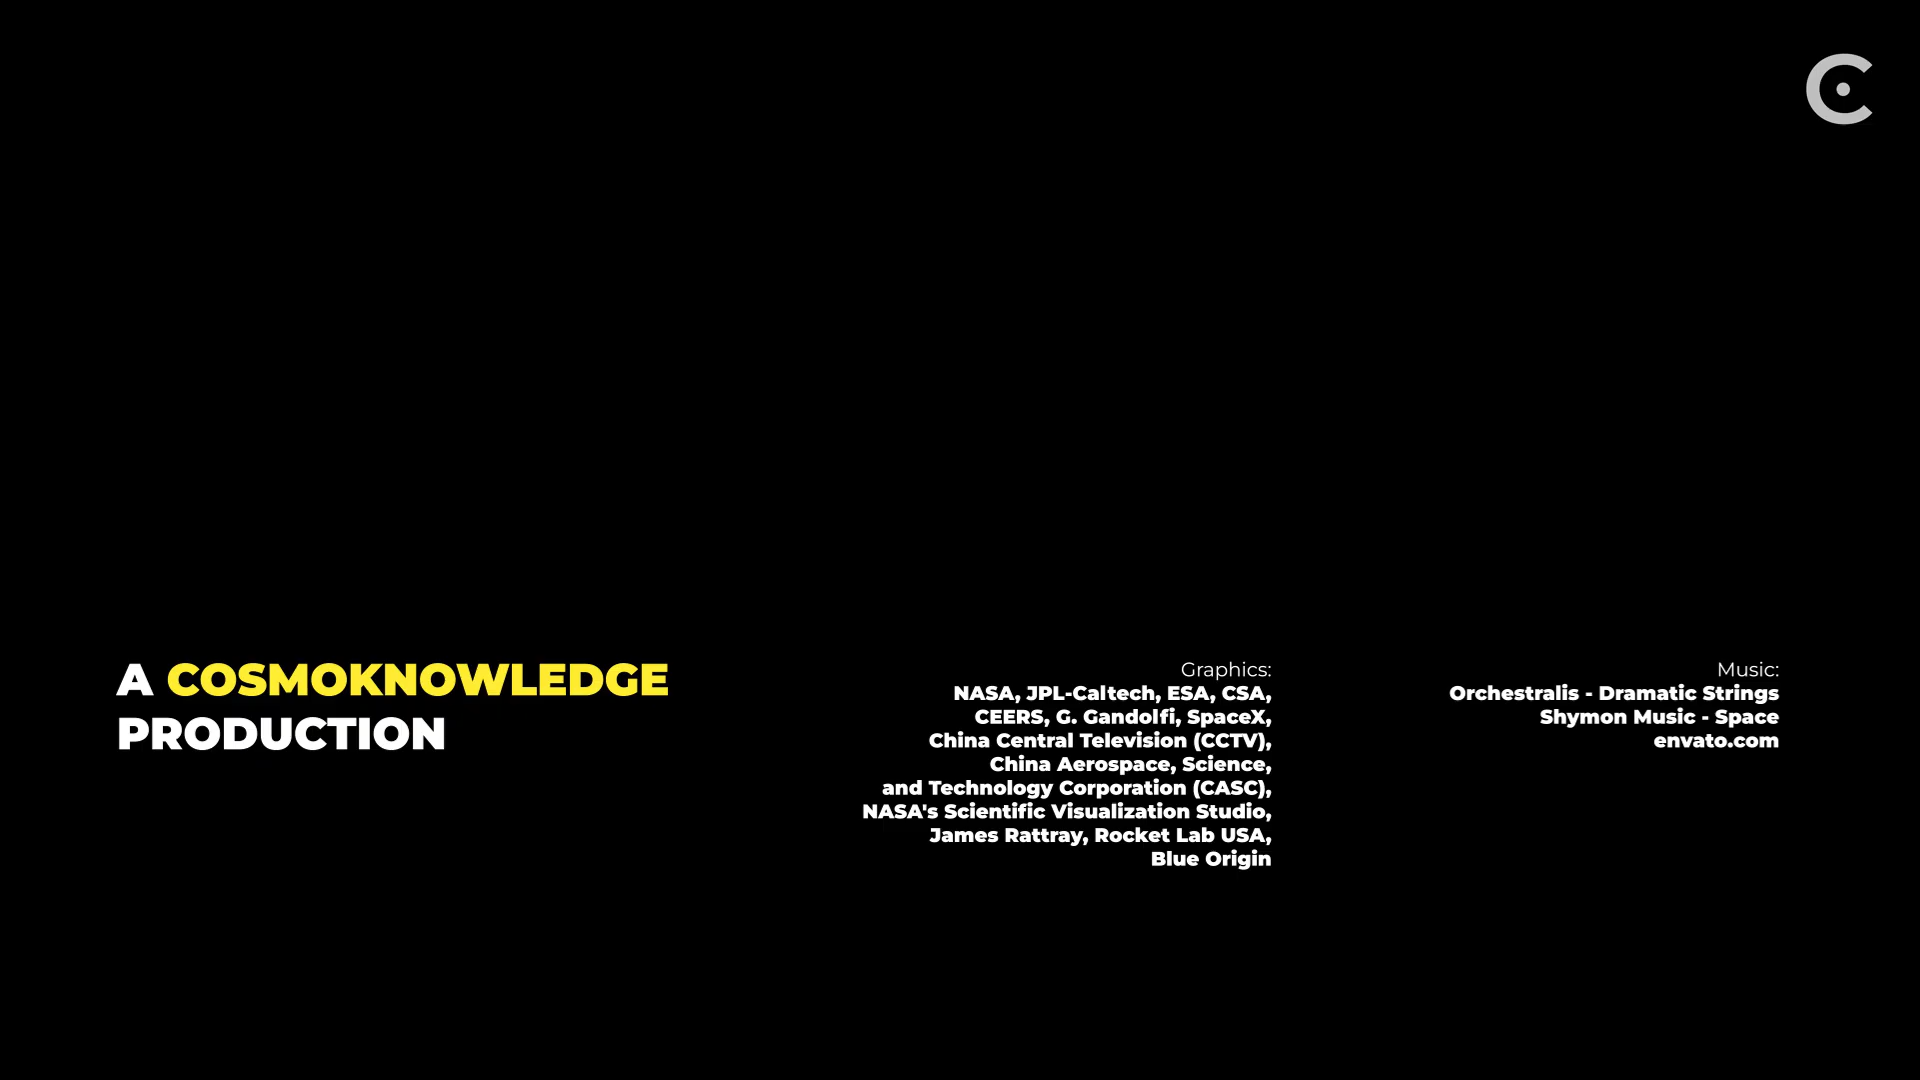 A COSMOKNOWLEDGE
PRODUCTION
Graphics:
NASA, JPL-Caltech, ESA, CSA,
CEERS, G. Gandolfi, SpaceX,
China Central Television (CCTV),
China Aerospace, Science,
and Technology Corporation (CASC),
NASA's Scientific Visualization Studio,
James Rattray, Rocket Lab USA,
Blue Origin
Music:
Orchestralis - Dramatic Strings
Shymon Music - Space
envato.com